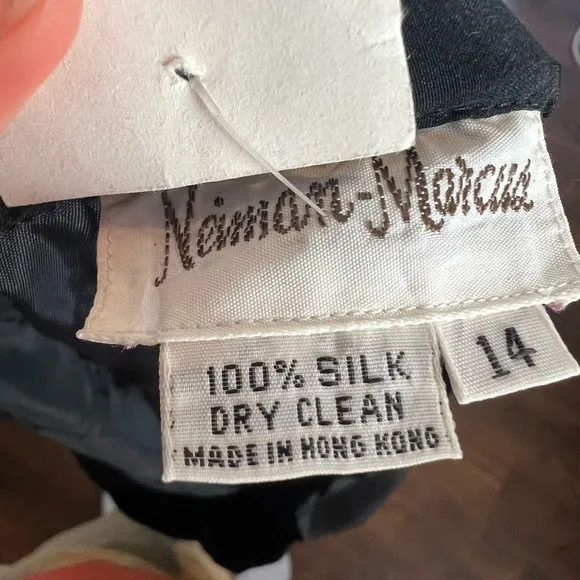 Neiman-Marcus
100% SILK
DRY CLEAN
MADE IN HONG KONG
14